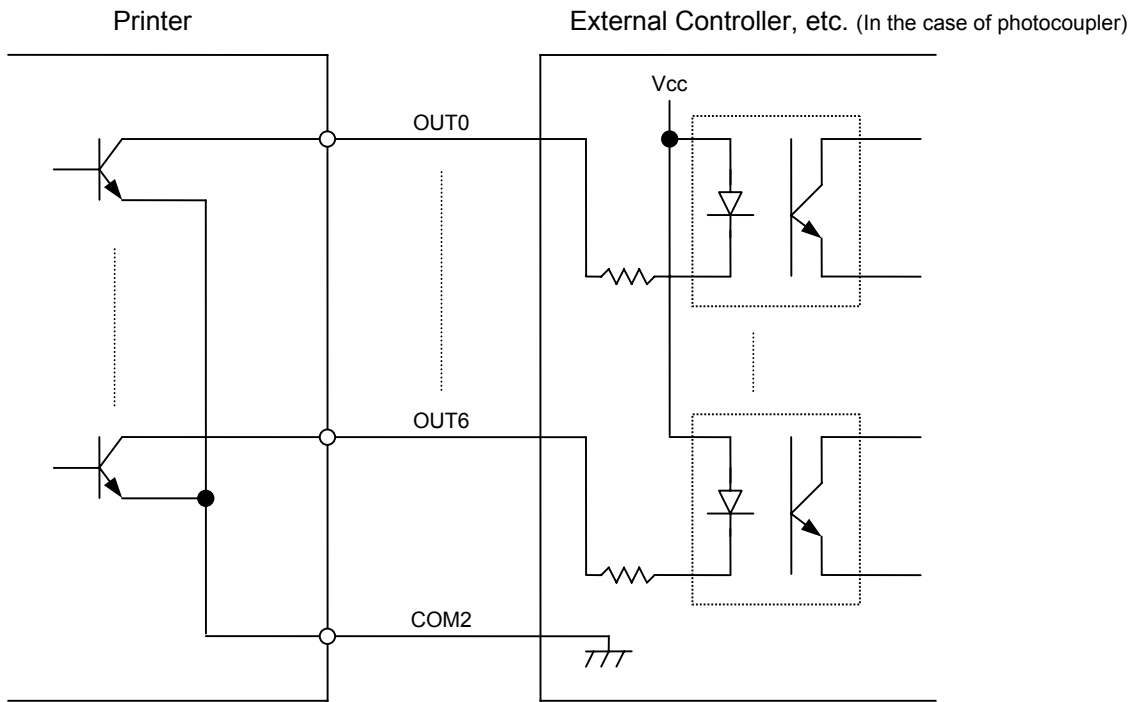 Printer
External Controller, etc. (In the case of photocoupler)
Vcc
OUT0
OUT6
COM2